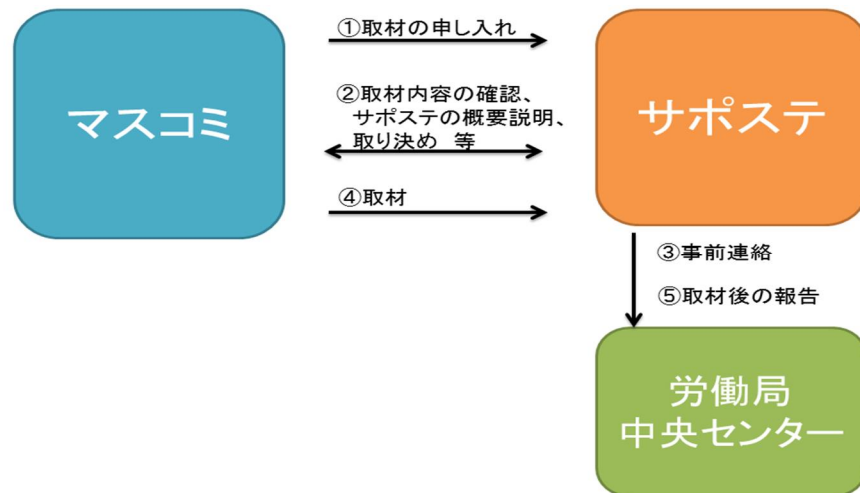 マスコミ
①取材の申し入れ
②取材内容の確認、
サポステの概要説明、
取り決め 等
④取材
サポステ
③事前連絡
⑤取材後の報告
労働局
中央センター